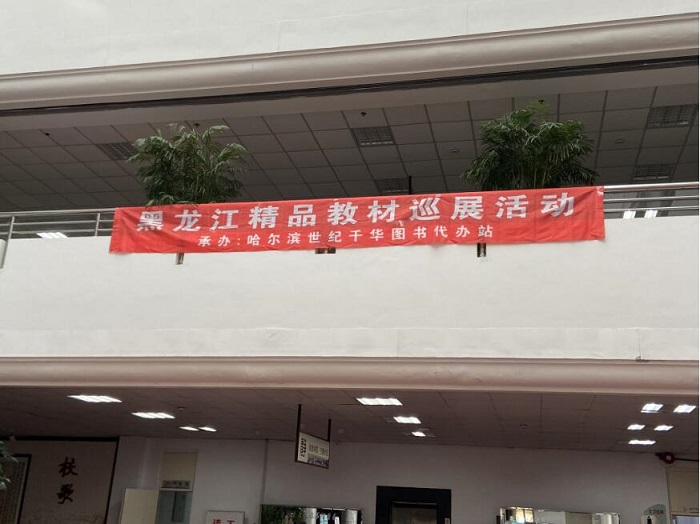 黑龙江精品教材巡展活动
承办:哈尔滨世纪千华图书代办站